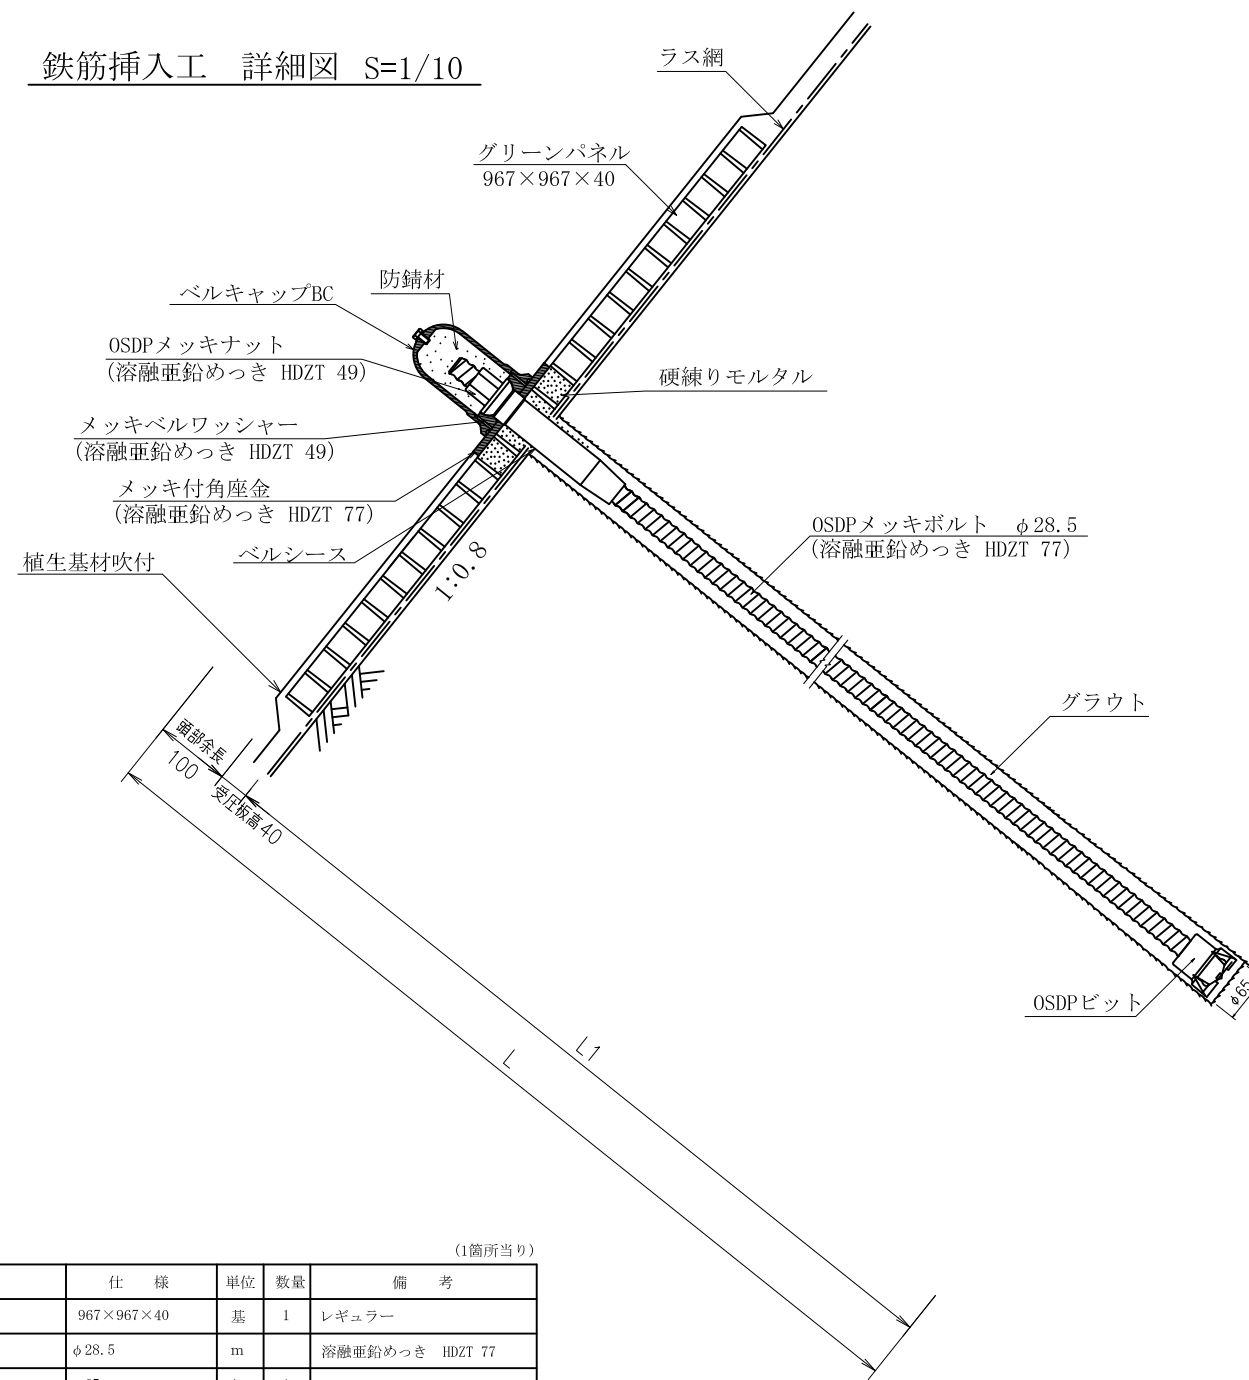 鉄筋挿入工　詳細図　S=1/10
ラス網
グリーンパネル
967×967×40
防錆材
ベルキャップBC
OSDPメッキナット
(溶融亜鉛めっき HDZT 49)
硬練りモルタル
メッキベルワッシャー
(溶融亜鉛めっき HDZT 49)
メッキ付角座金
(溶融亜鉛めっき HDZT 77)
OSDPメッキボルト　φ28.5
(溶融亜鉛めっき HDZT 77)
ベルシース
植生基材吹付
1:0.8
グラウト
頭部余長
100
受圧板高40
OSDPビット
φ65
L1
L
(1箇所当り)
仕　様　単位　数量　備　考
967×967×40　基　1　レギュラー
φ28.5　m　溶融亜鉛めっき　HDZT 77